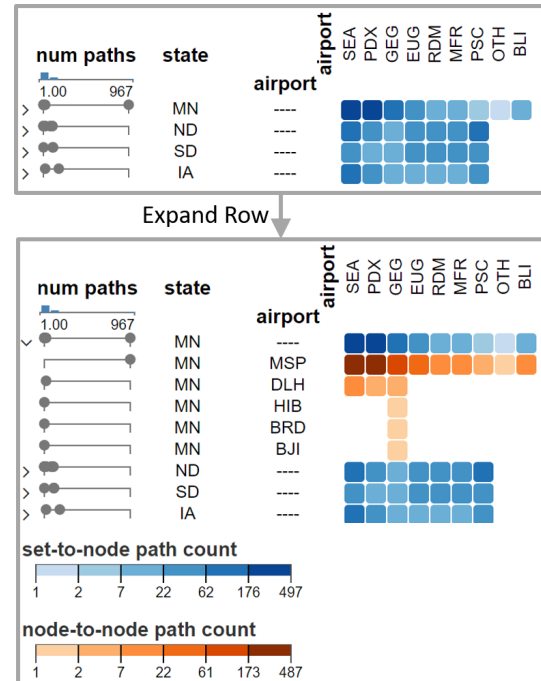 airport
SEA
PDX
GEG
EUG
RDM
MFR
PSC
OTH
BLI
num paths state
airport
1.00 967
> MN ----
> ND ----
> SD ----
> IA ----
Expand Row
airport
SEA
PDX
GEG
EUG
RDM
MFR
PSC
OTH
BLI
num paths state
airport
1.00 967
MN ----
MN MSP
MN DLH
MN HIB
MN BRD
MN BJI
> ND ----
> SD ----
> IA ----
set-to-node path count
1 2 7 22 62 176 497
node-to-node path count
1 2 7 22 61 173 487